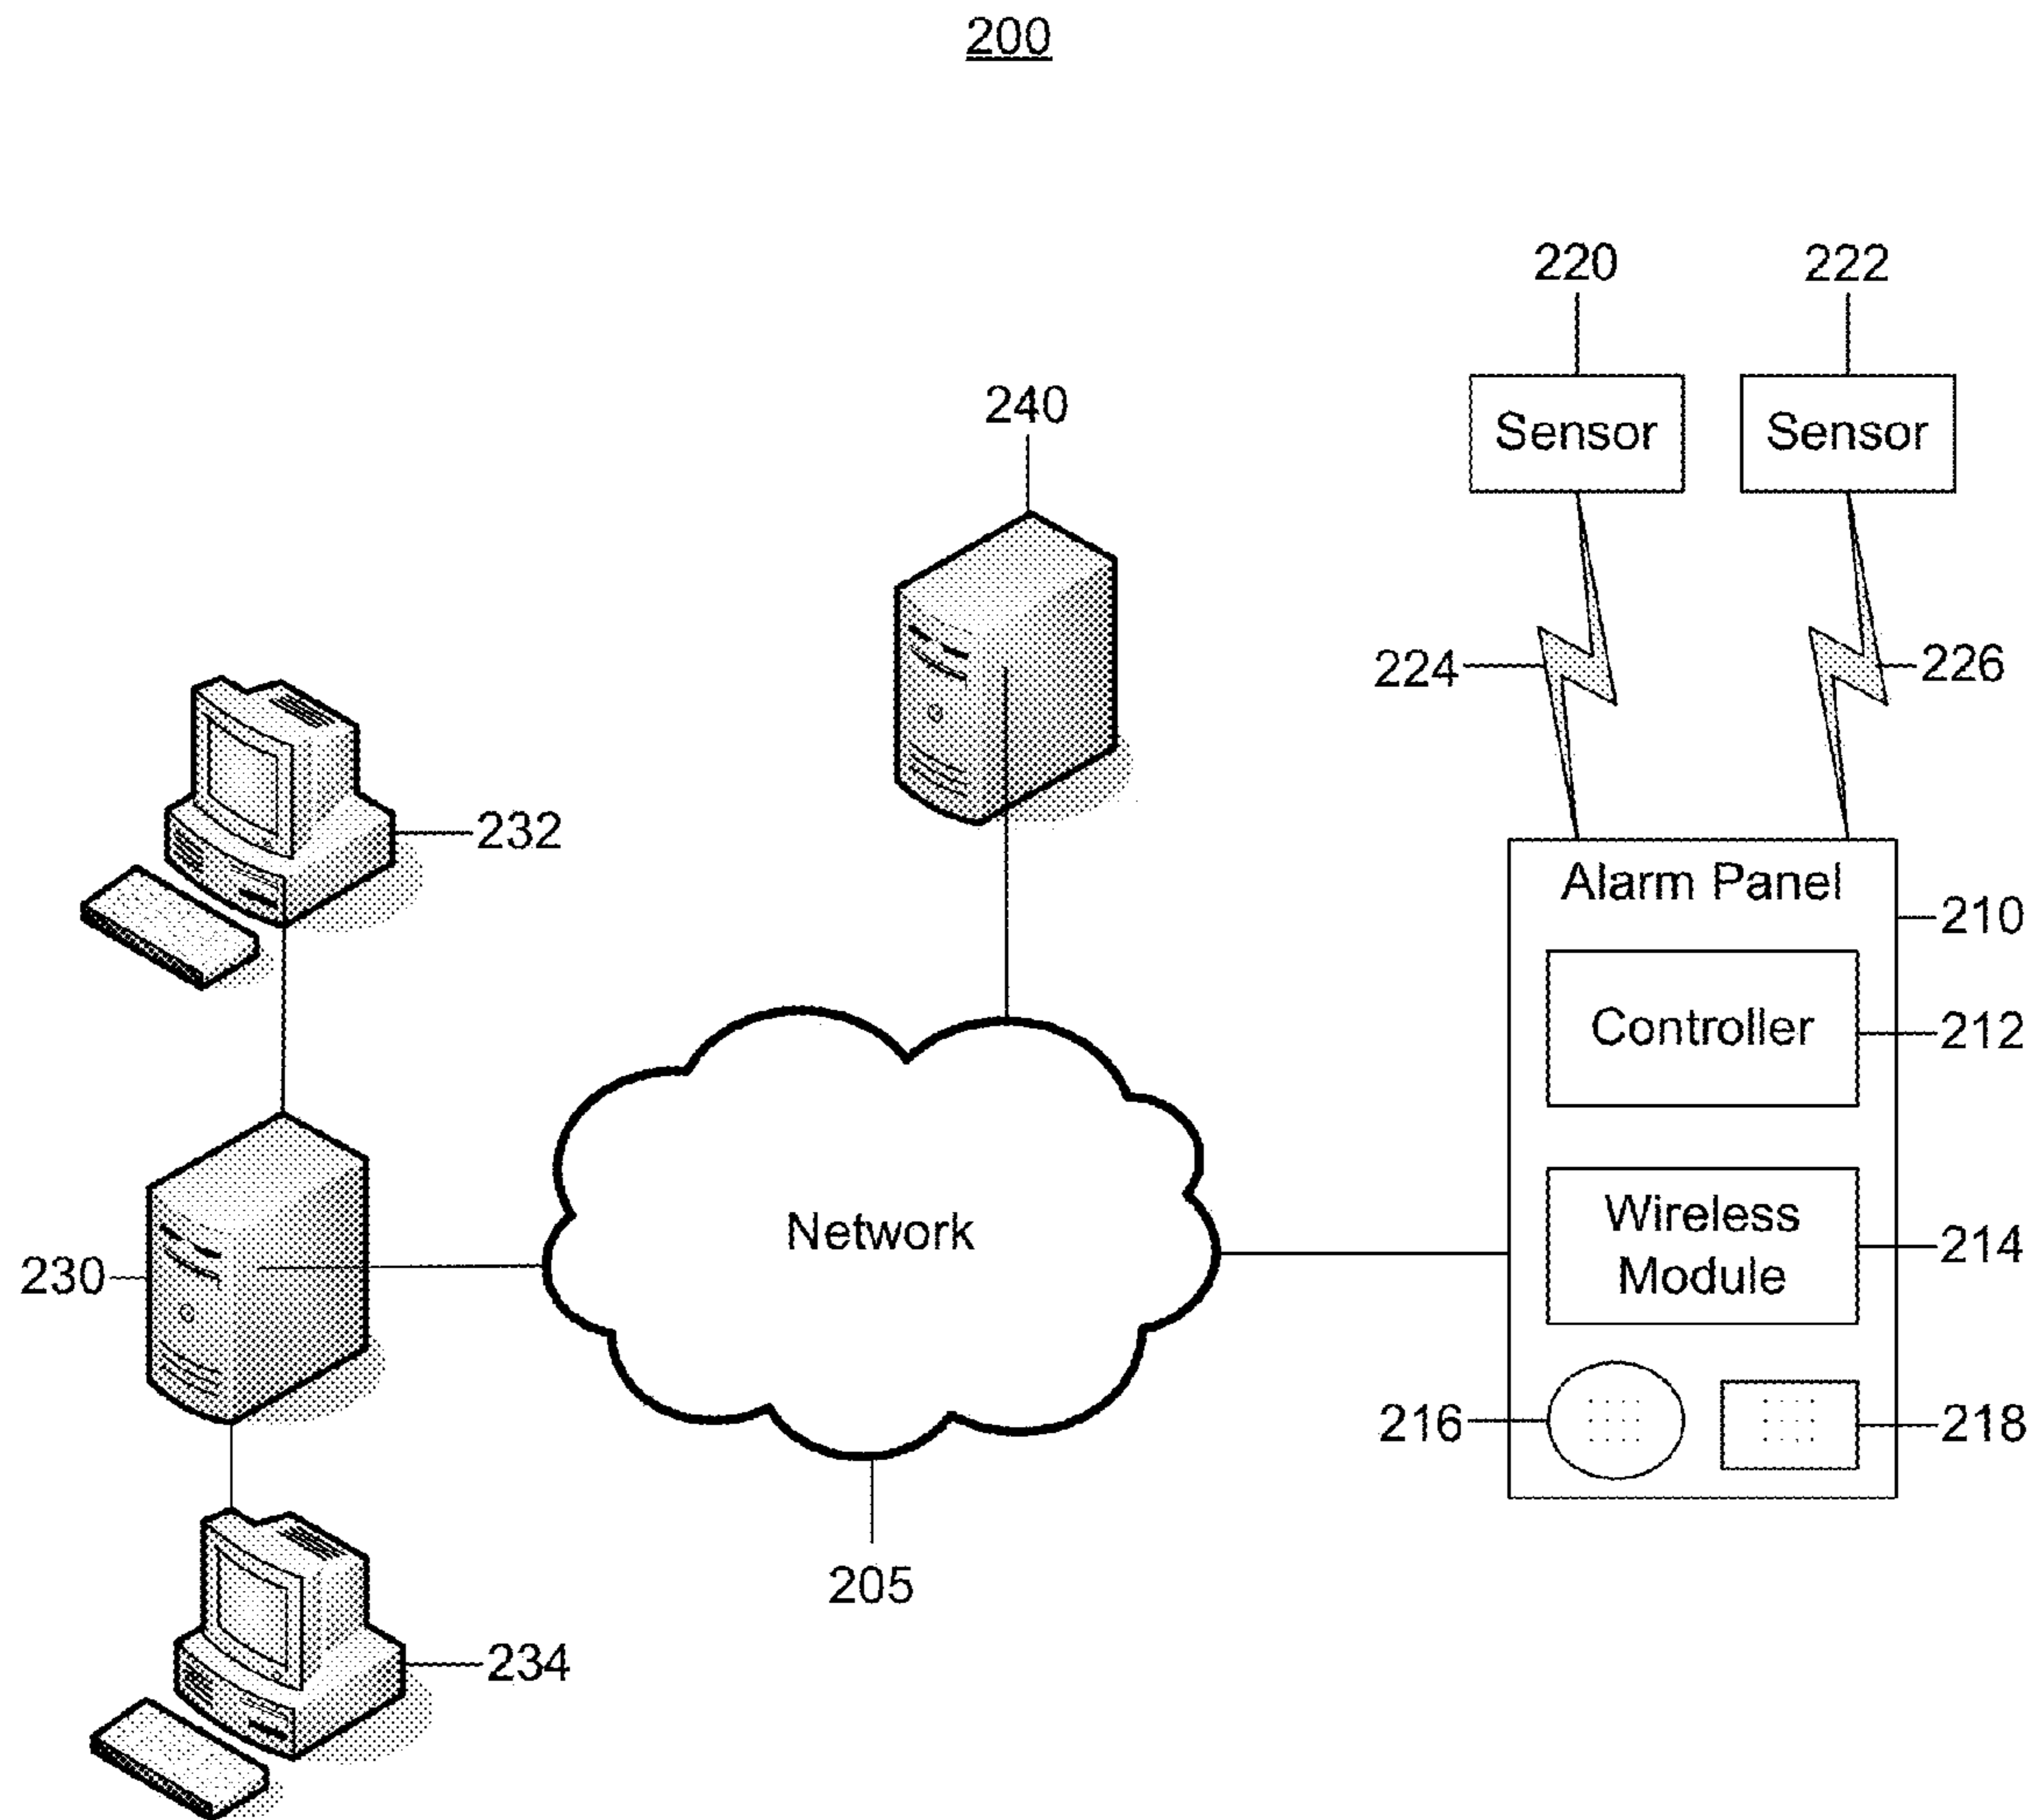 200
220
222
Sensor
Sensor
240
224
226
232
Alarm Panel
210
Controller
212
Network
Wireless
Module
214
230
216
218
205
234